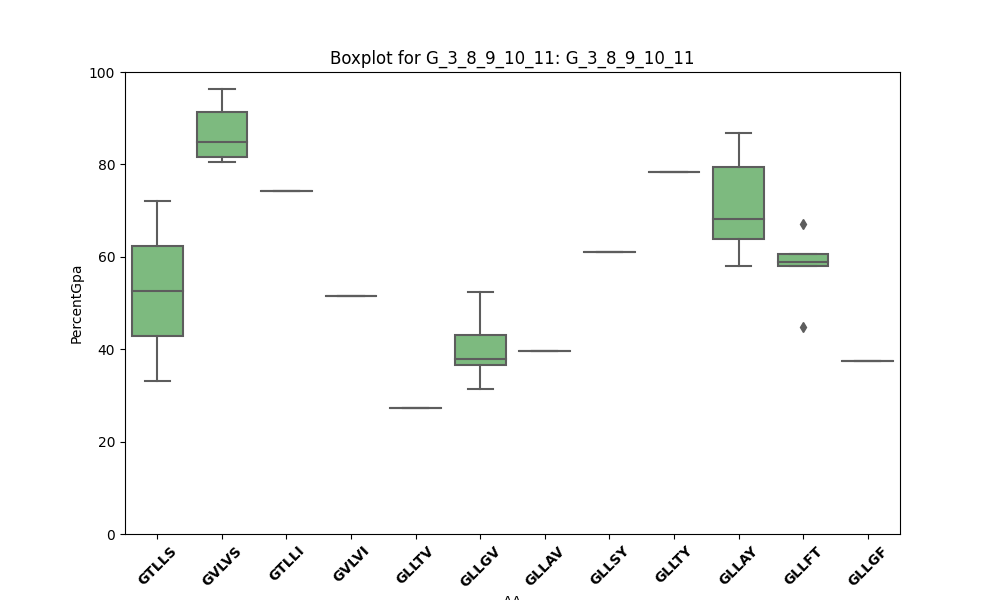 Boxplot for G_3_8_9_10_11: G_3_8_9_10_11
100
80
60
40
20
0
PercentGpa
GTLLS
GVLVS
GTLLI
GVLVI
GLLTV
GLLGV
GLLAV
GLLSY
GLLTY
GLLAY
GLLFT
GLLGF
AA